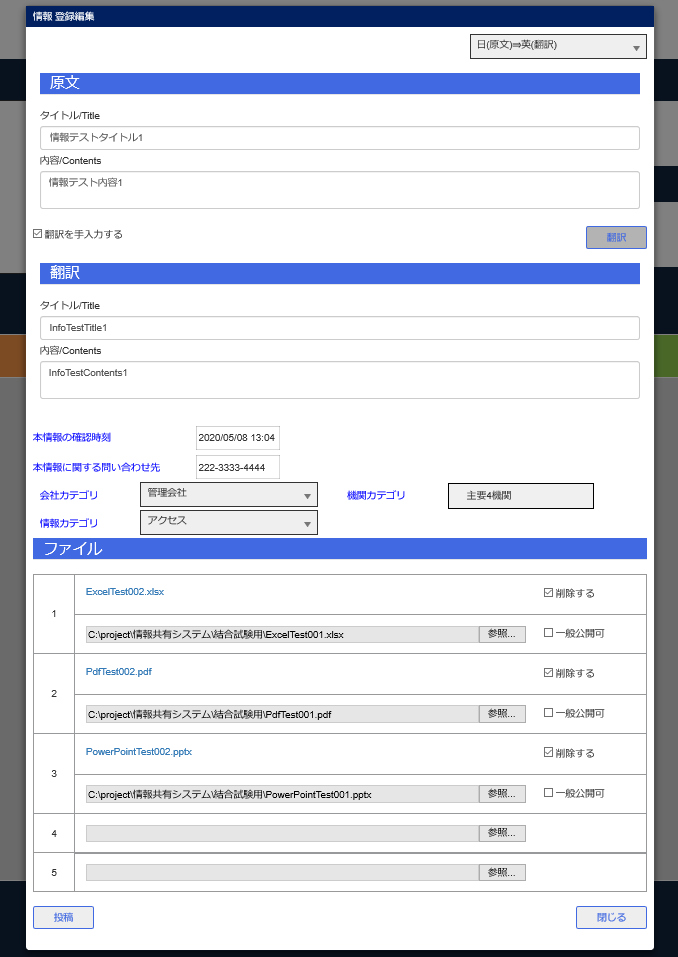 情報 登録編集
日(原文)⇒英(翻訳)
原文
タイトル/Title
情報テストタイトル1
内容/Contents
情報テスト内容1
翻訳を手入力する
翻訳
翻訳
タイトル/Title
InfoTestTitle1
内容/Contents
InfoTestContents1
本情報の確認時刻 2020/05/08 13:04
本情報に関する問い合わせ先 222-3333-4444
会社カテゴリ 管理会社 機関カテゴリ 主要4機関
情報カテゴリ アクセス
ファイル
1 ExcelTest002.xlsx 削除する
C:\project\情報共有システム\結合試験用\ExcelTest001.xlsx 参照... 一般公開可
2 PdfTest002.pdf 削除する
C:\project\情報共有システム\結合試験用\PdfTest001.pdf 参照... 一般公開可
3 PowerPointTest002.pptx 削除する
C:\project\情報共有システム\結合試験用\PowerPointTest001.pptx 参照... 一般公開可
4 参照...
5 参照...
投稿 閉じる